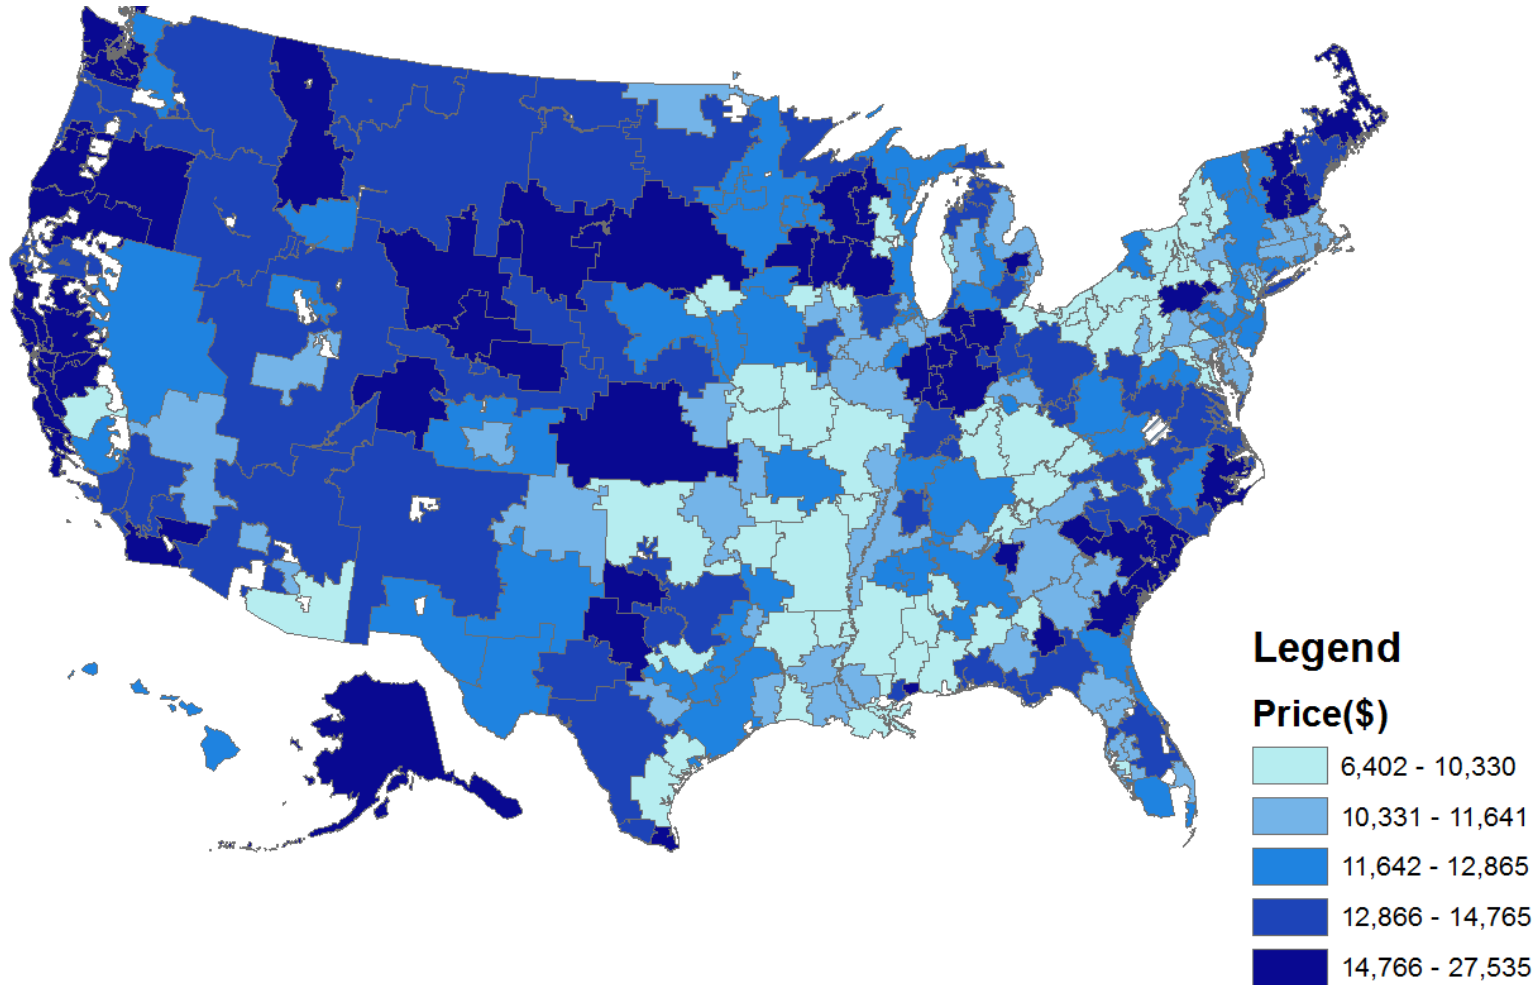 Legend
Price($)
6,402 - 10,330
10,331 - 11,641
11,642 - 12,865
12,866 - 14,765
14,766 - 27,535